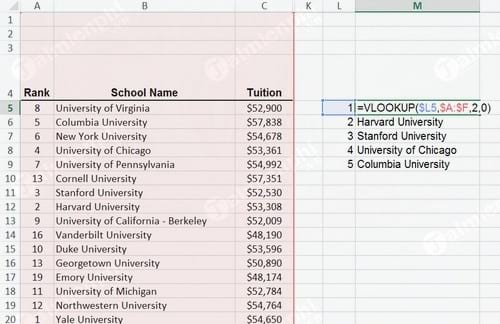 A B C K L M
1
2
3
4 Rank School Name Tuition
5 8 University of Virginia $52,900 1 =VLOOKUP($L5,$A:$F,2,0)
6 5 Columbia University $57,838 2 Harvard University
7 6 New York University $54,678 3 Stanford University
8 4 University of Chicago $53,361 4 University of Chicago
9 7 University of Pennsylvania $54,992 5 Columbia University
10 13 Cornell University $57,351
11 3 Stanford University $52,530
12 2 Harvard University $53,308
13 9 University of California - Berkeley $52,009
14 16 Vanderbilt University $48,190
15 10 Duke University $53,596
16 13 Georgetown University $50,890
17 19 Emory University $48,174
18 11 University of Michigan $52,784
19 12 Northwestern University $54,764
20 1 Yale University $54,650